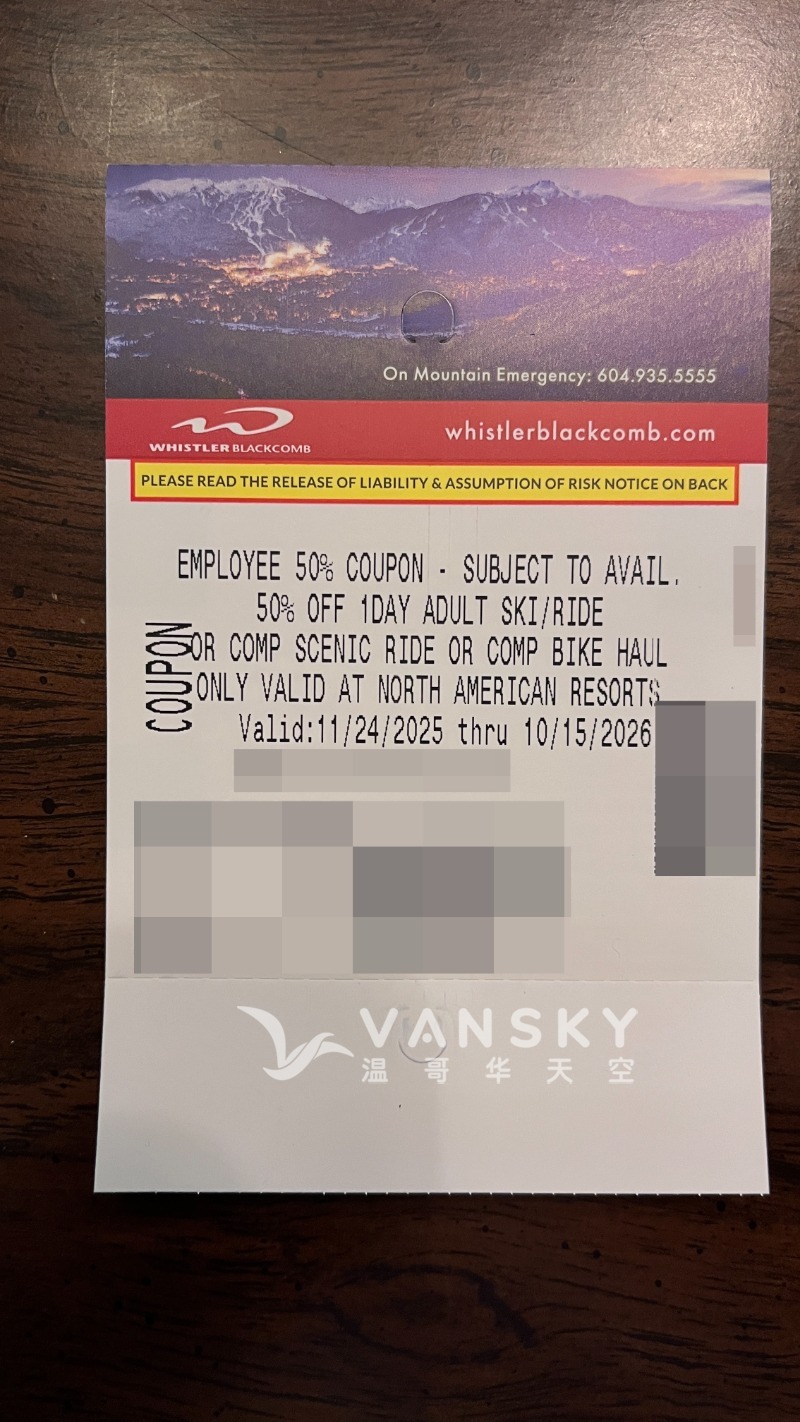 On Mountain Emergency: 604.935.5555
WHISTLERBLACKCOMB
whistlerblackcomb.com
PLEASE READ THE RELEASE OF LIABILITY & ASSUMPTION OF RISK NOTICE ON BACK
EMPLOYEE 50% COUPON - SUBJECT TO AVAIL.
50% OFF 1DAY ADULT SKI/RIDE
OR COMP SCENIC RIDE OR COMP BIKE HAUL
ONLY VALID AT NORTH AMERICAN RESORTS
Valid:11/24/2025 thru 10/15/2026
COUPON
VANSKY
温哥华天空